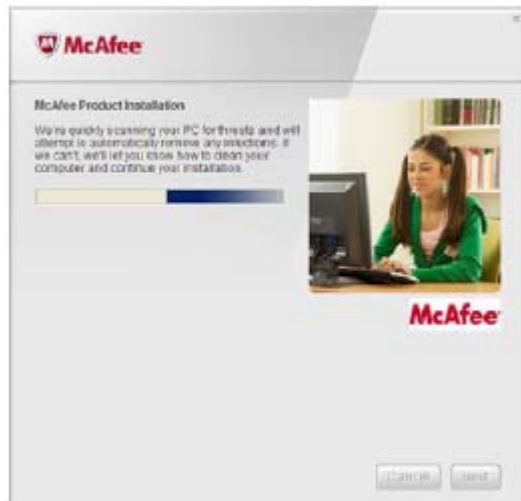 McAfee
McAfee Product Installation
We're quickly scanning your PC for threats and will
attempt to automatically remove any infections. If
we can't, we'll let you know how to clean your
computer and continue your installation.
McAfee
Cancel
Next